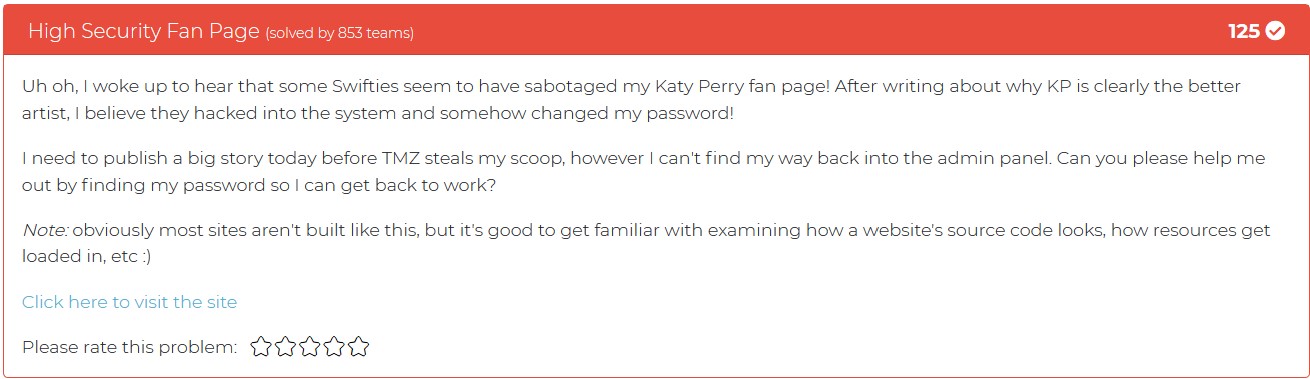 High Security Fan Page (solved by 853 teams) 125
Uh oh, I woke up to hear that some Swifties seem to have sabotaged my Katy Perry fan page! After writing about why KP is clearly the better
artist, I believe they hacked into the system and somehow changed my password!
I need to publish a big story today before TMZ steals my scoop, however I can't find my way back into the admin panel. Can you please help me
out by finding my password so I can get back to work?
Note: obviously most sites aren't built like this, but it's good to get familiar with examining how a website's source code looks, how resources get
loaded in, etc :)
Click here to visit the site
Please rate this problem: